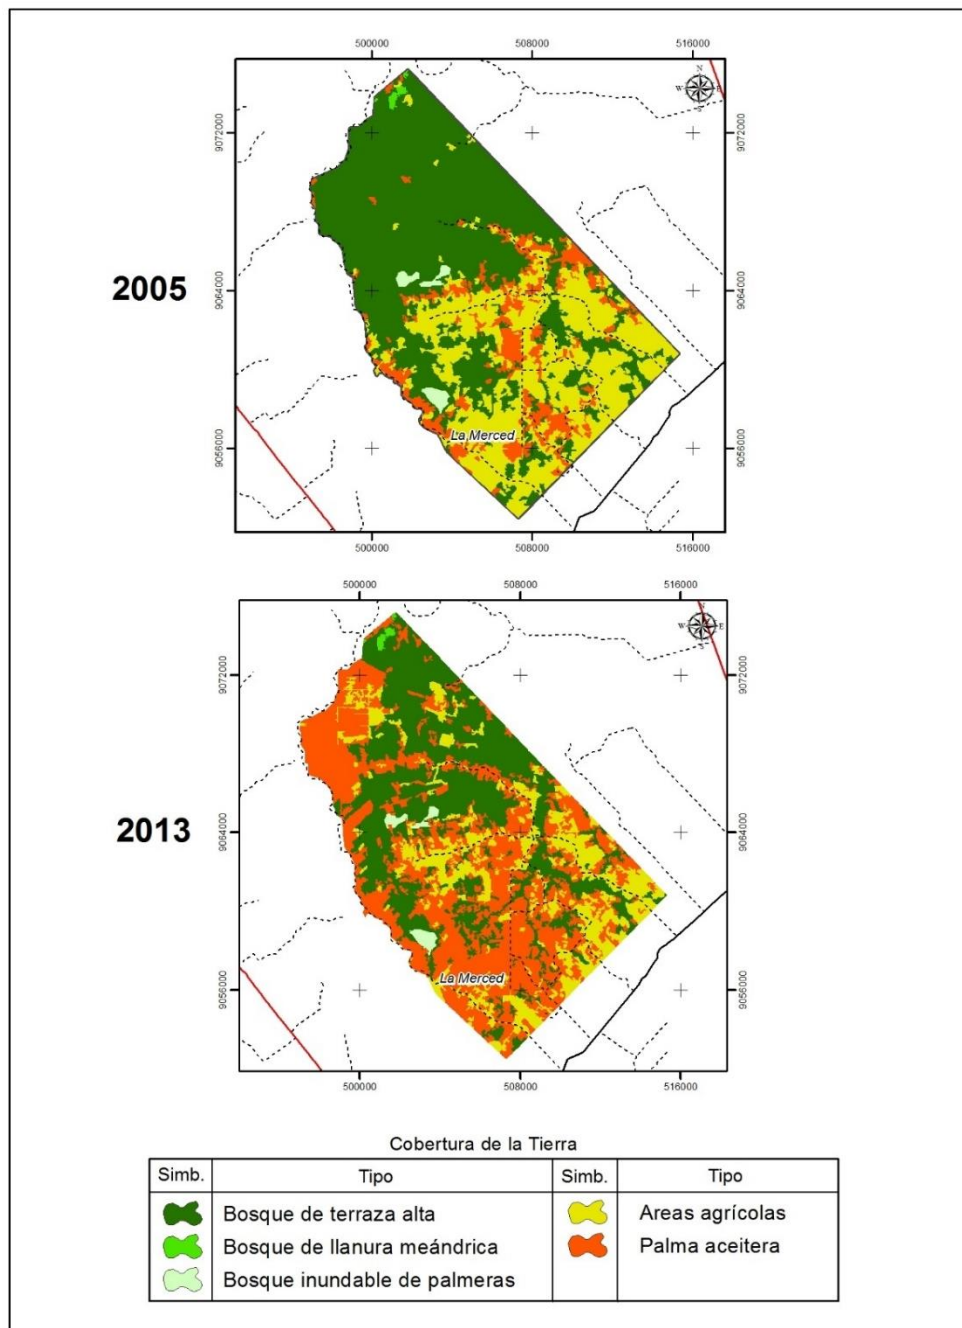 500000 508000 516000
N
W E
S
9072000 9072000
2005
9064000 9064000
La Merced
9056000 9056000
500000 508000 516000
500000 508000 516000
N
W E
S
9072000 9072000
2013
9064000 9064000
La Merced
9056000 9056000
500000 508000 516000
Cobertura de la Tierra
Simb. Tipo Simb. Tipo
Bosque de terraza alta Areas agrícolas
Bosque de llanura meándrica Palma aceitera
Bosque inundable de palmeras